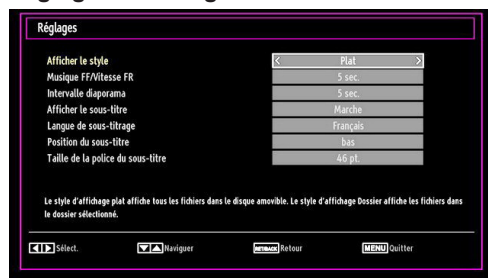 Réglages
Afficher le style < Plat >
Musique FF/Vitesse FR 5 sec.
Intervalle diaporama 5 sec.
Afficher le sous-titre Marche
Langue de sous-titrage Français
Position du sous-titre bas
Taille de la police du sous-titre 46 pt.
Le style d'affichage plat affiche tous les fichiers dans le disque amovible. Le style d'affichage Dossier affiche les fichiers dans
le dossier sélectionné.
Sélect. Naviguer RET/BACK Retour MENU Quitter